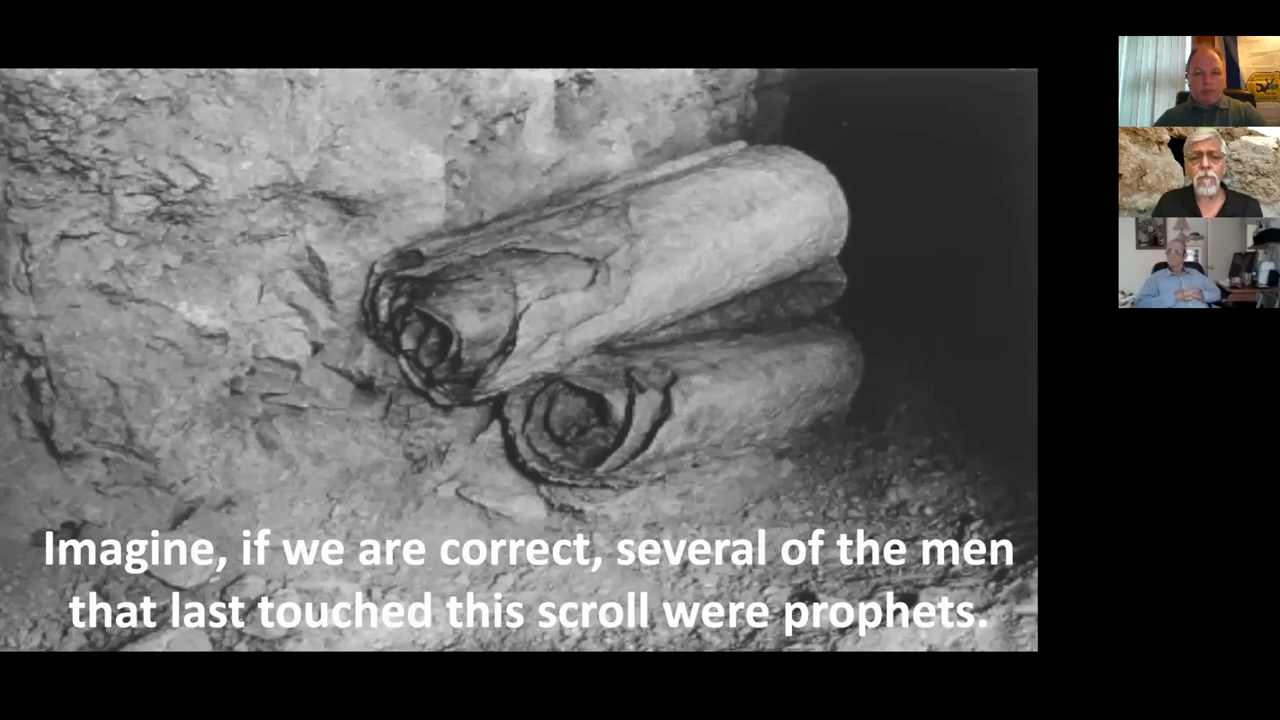 Imagine, if we are correct, several of the men
that last touched this scroll were prophets.